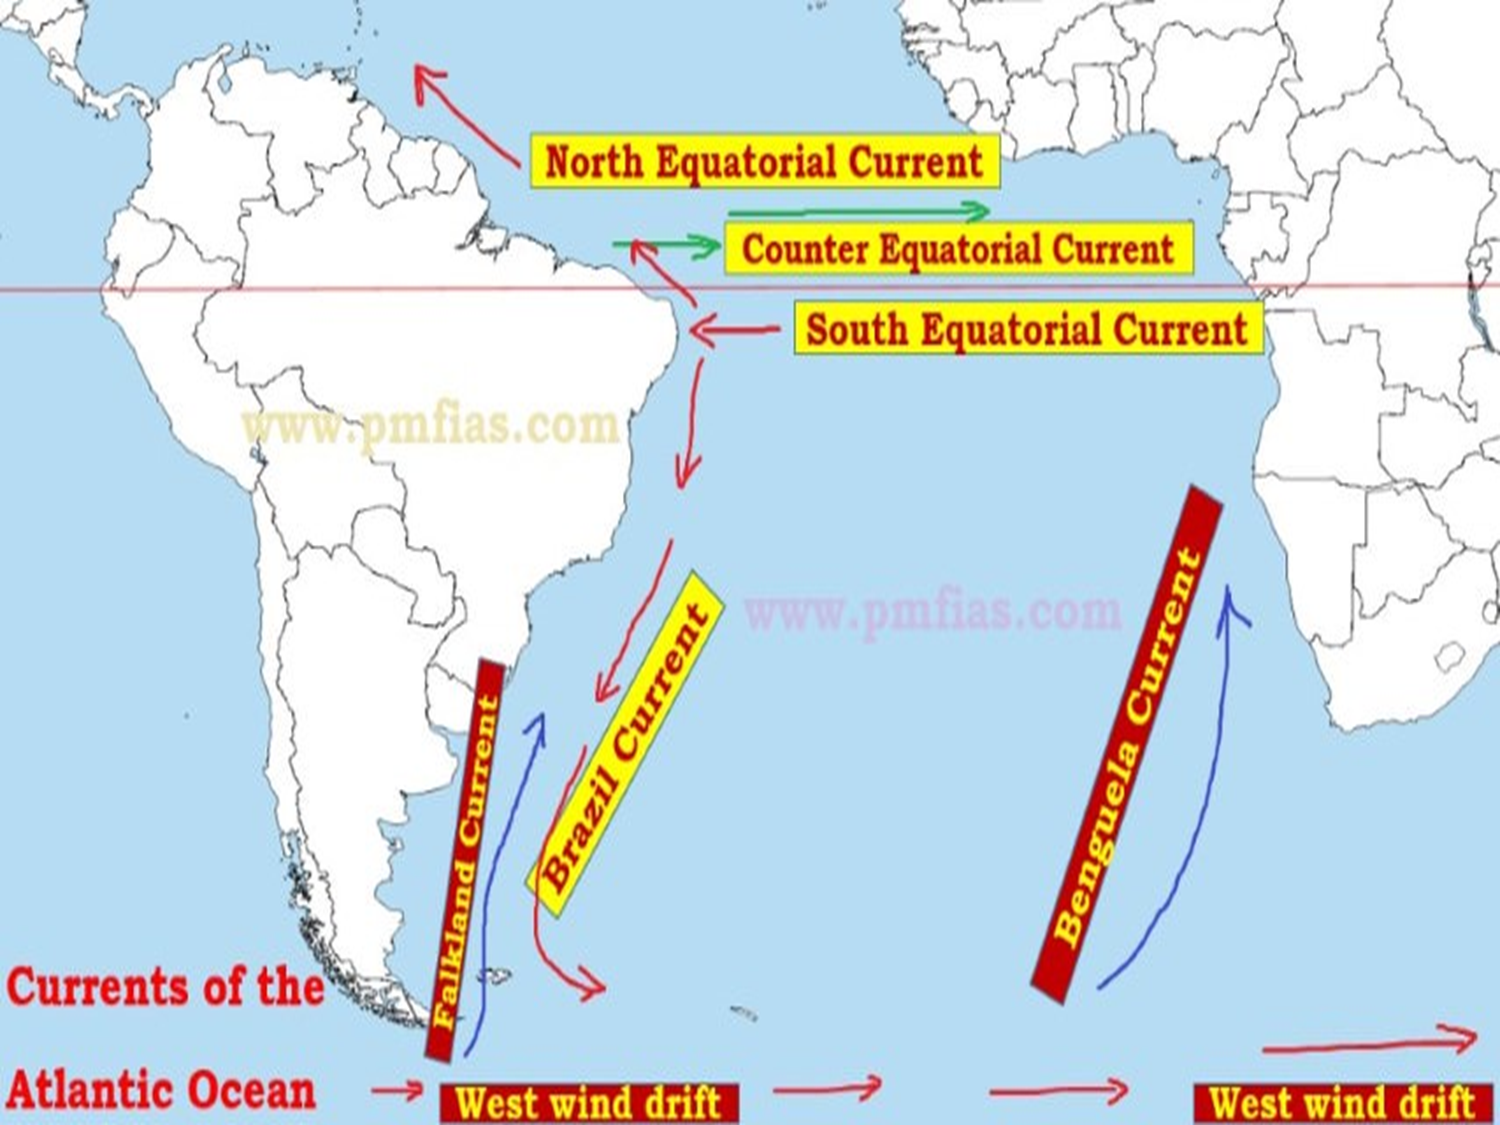 North Equatorial Current
Counter Equatorial Current
South Equatorial Current
www.pmfias.com
www.pmfias.com
Benguela Current
Brazil Current
Falkland Current
Currents of the
Atlantic Ocean
West wind drift
West wind drift